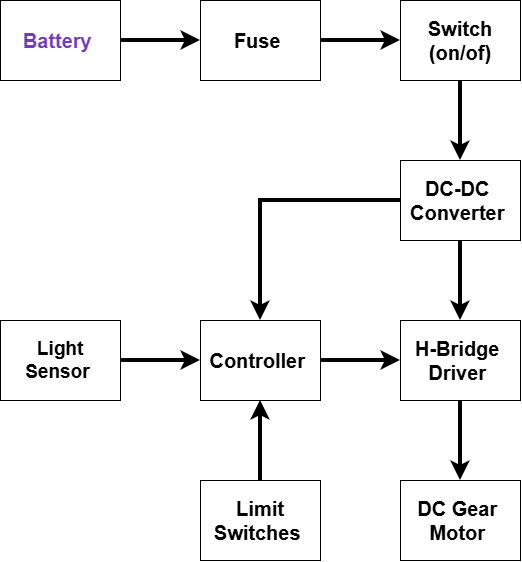 Battery
Fuse
Switch
(on/of)
DC-DC
Converter
Light
Sensor
Controller
H-Bridge
Driver
Limit
Switches
DC Gear
Motor